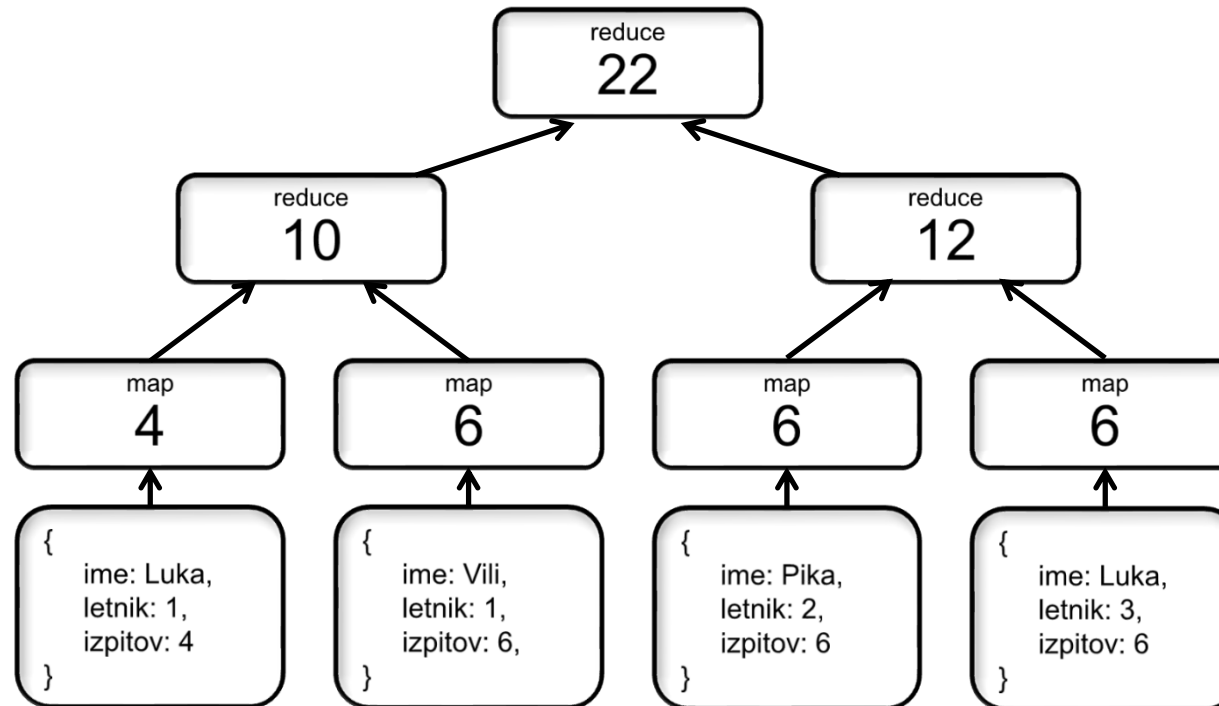 reduce
22
reduce
10
reduce
12
map
4
map
6
map
6
map
6
{
ime: Luka,
letnik: 1,
izpitov: 4
}
{
ime: Vili,
letnik: 1,
izpitov: 6,
}
{
ime: Pika,
letnik: 2,
izpitov: 6
}
{
ime: Luka,
letnik: 3,
izpitov: 6
}